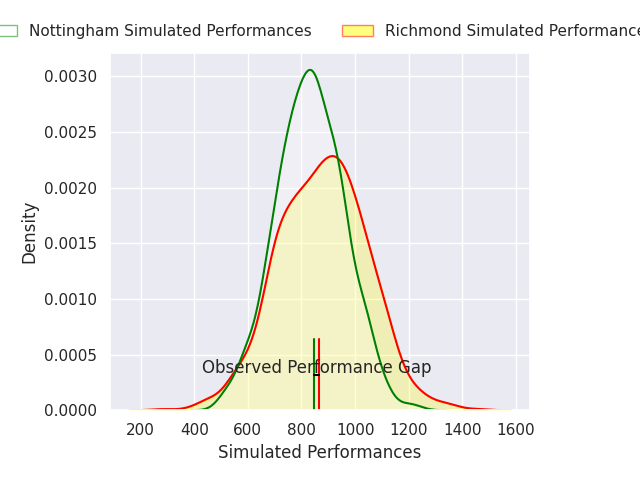 Nottingham Simulated Performances
Richmond Simulated Performance
0.0030
0.0025
0.0020
0.0015
0.0010
0.0005
0.0000
Density
Observed Performance Gap
200 400 600 800 1000 1200 1400 1600
Simulated Performances